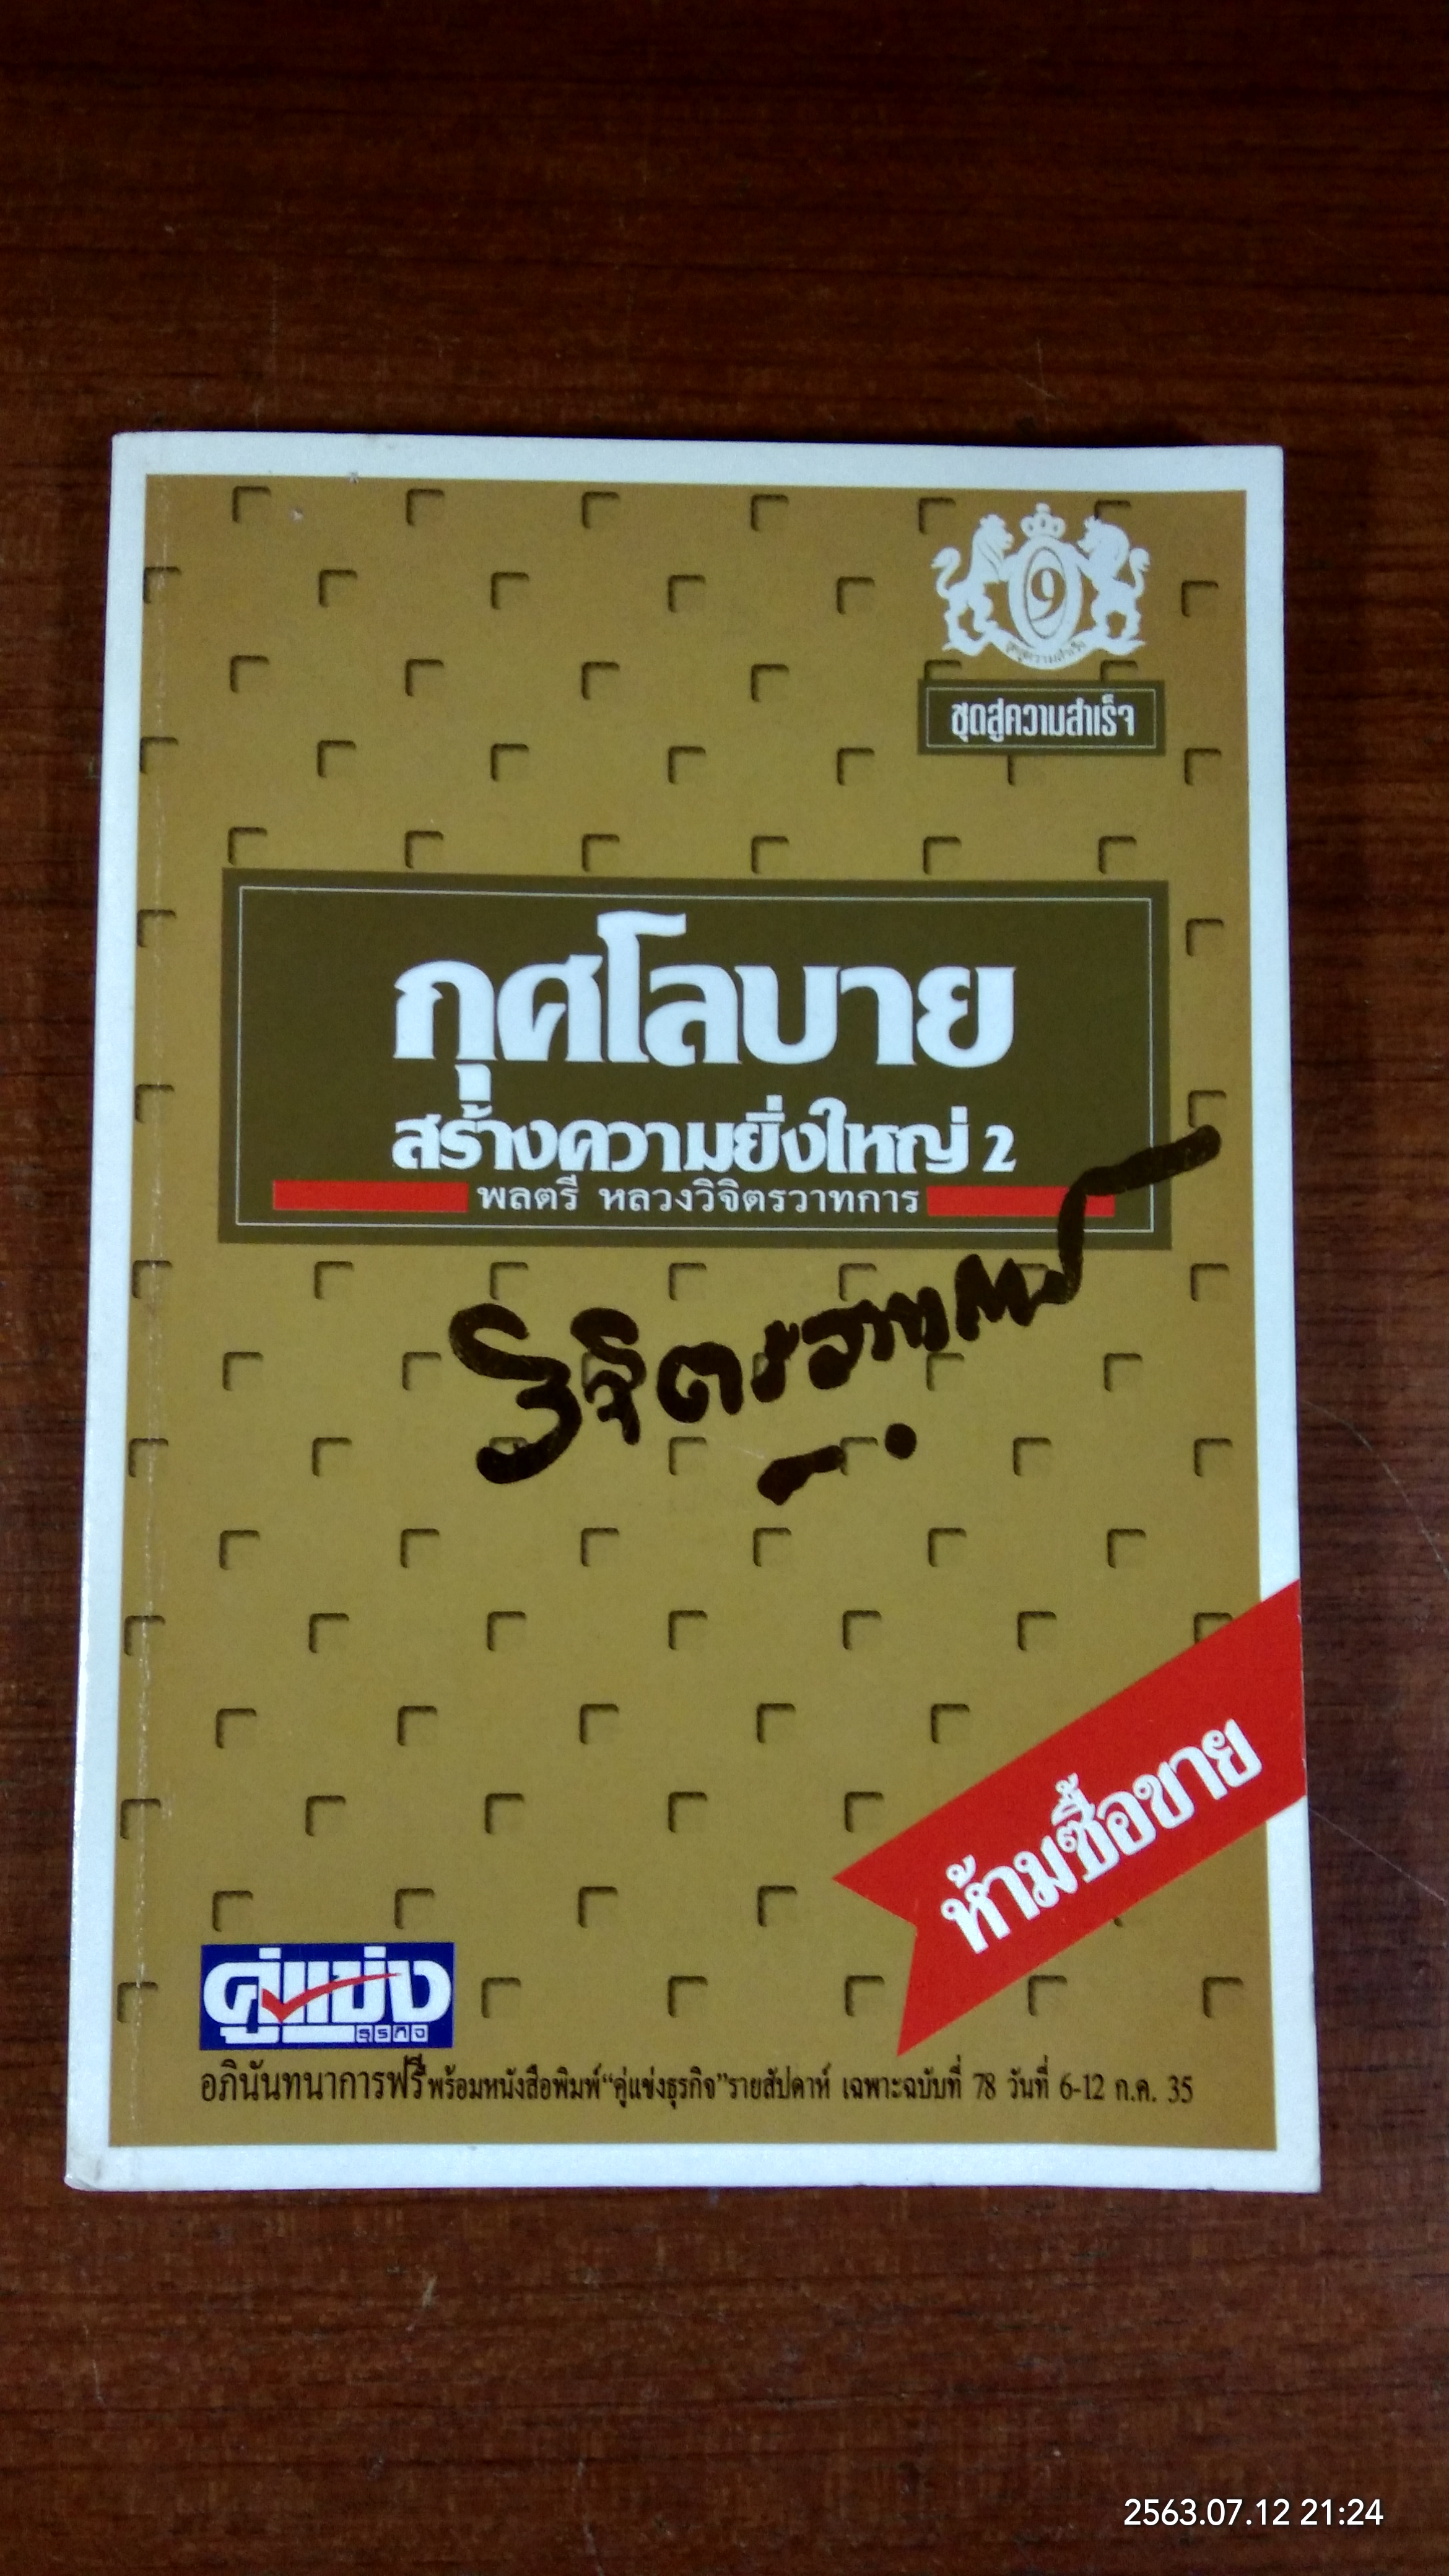 9
ชุดสู่ความสำเร็จ
กุศโลบาย
สร้างความยิ่งใหญ่ 2
พลตรี หลวงวิจิตรวาทการ
วิจิตรวาทการ
ห้ามซื้อขาย
คู่แข่ง
ธุรกิจ
อภินันทนาการฟรีพร้อมหนังสือพิมพ์“คู่แข่งธุรกิจ”รายสัปดาห์ เฉพาะฉบับที่ 78 วันที่ 6-12 ก.ค. 35
2563.07.12 21:24